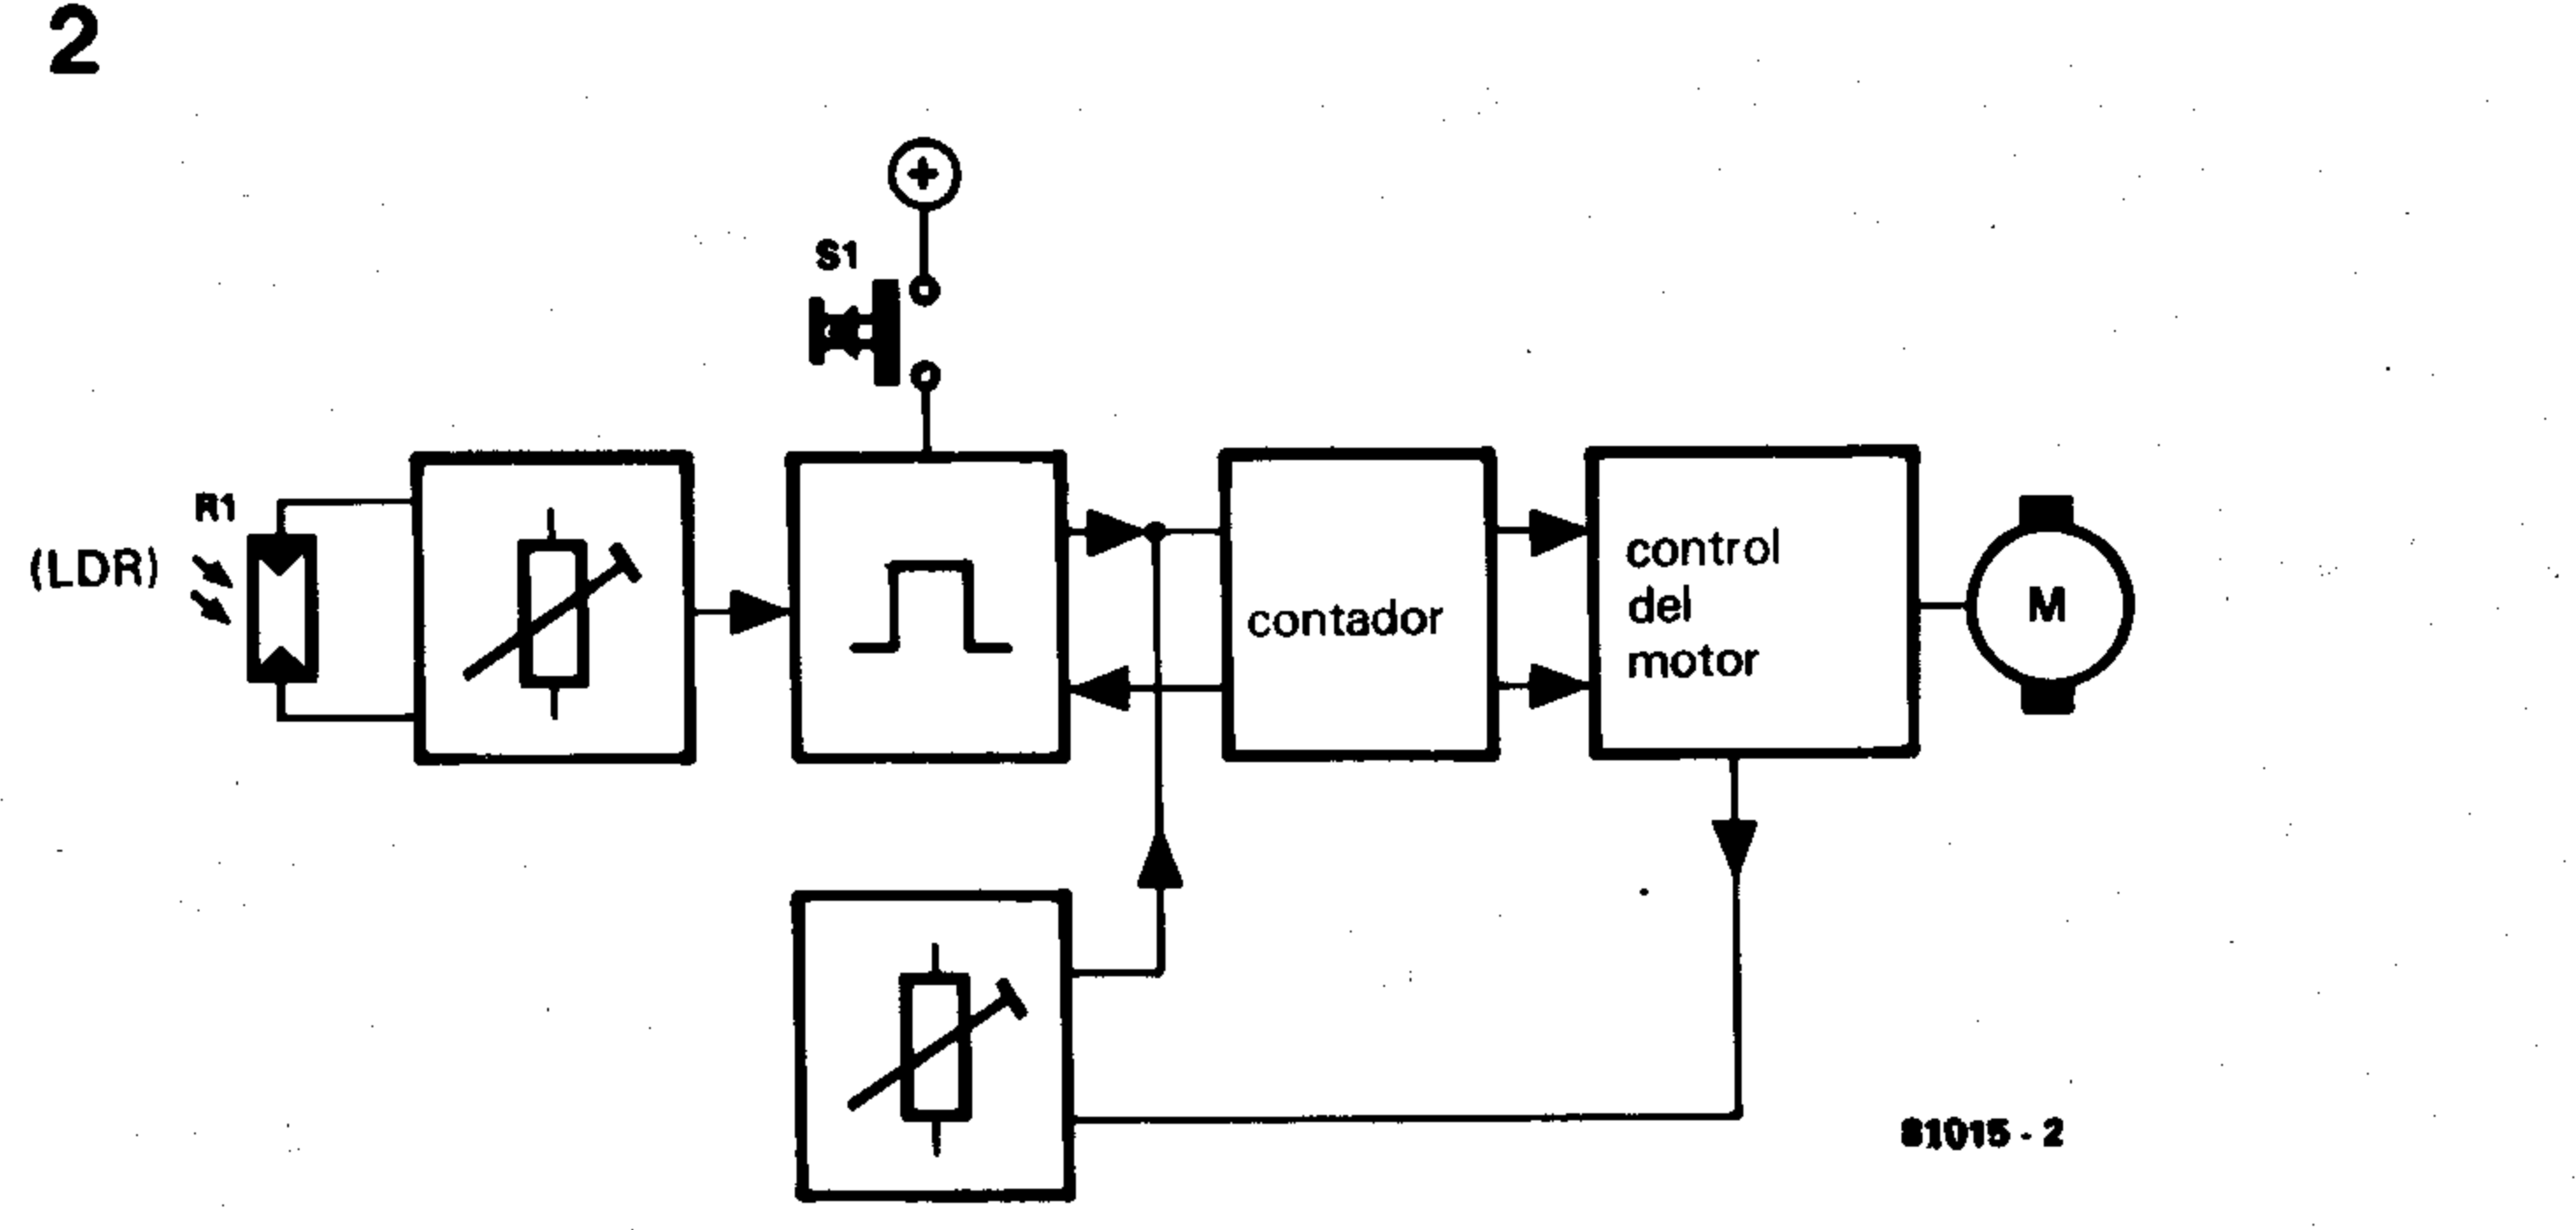 2
+
S1
R1
(LDR)
contador
control
del
motor
M
81015 - 2